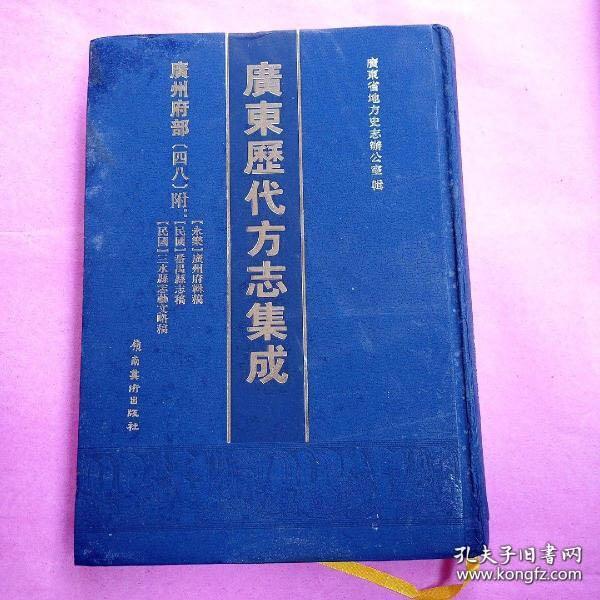 廣東省地方史志辦公室 輯
廣東歷代方志集成
廣州府部〔四八〕附:
［永樂］廣州府輯稿
［民國］番禺縣志稿
［民國］三水縣志藝文略稿
嶺南美術出版社
孔夫子旧书网
www.kongfz.com